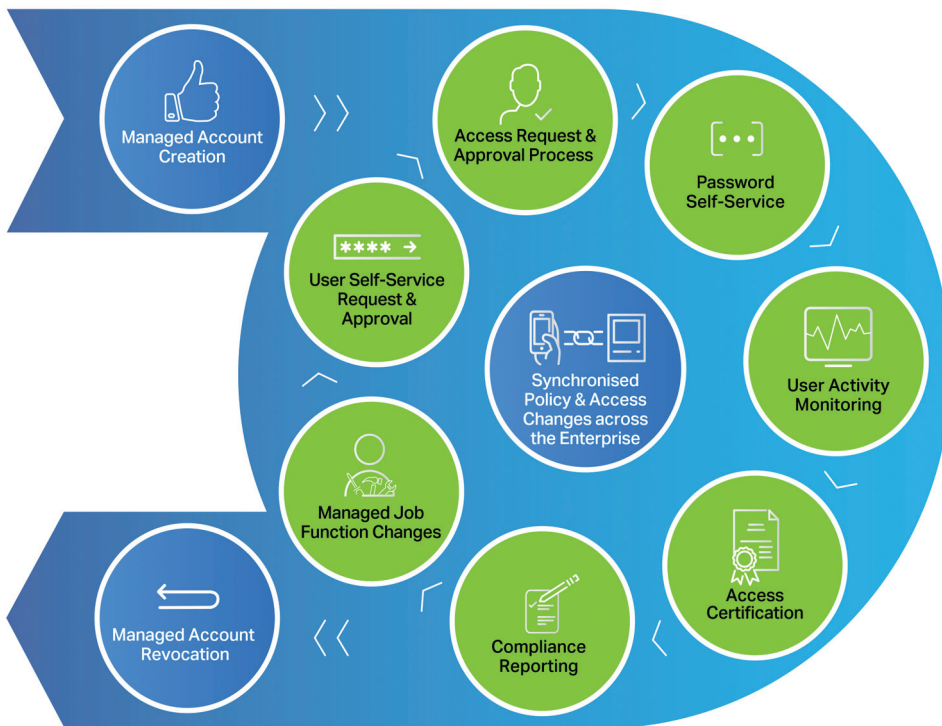 Managed Account
Creation
Access Request &
Approval Process
Password
Self-Service
User Activity
Monitoring
Access
Certification
Compliance
Reporting
Managed Job
Function Changes
User Self-Service
Request &
Approval
Synchronised
Policy & Access
Changes across
the Enterprise
Managed Account
Revocation